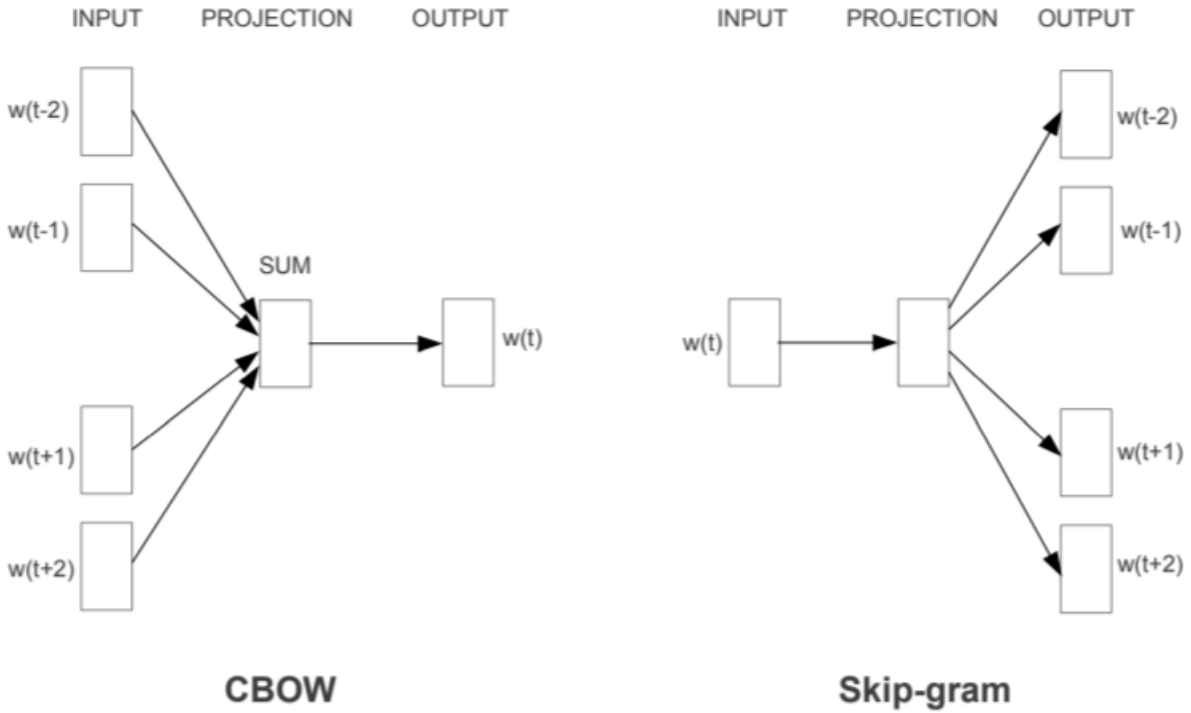 INPUT PROJECTION OUTPUT
w(t-2)
w(t-1)
SUM
w(t)
w(t+1)
w(t+2)
CBOW
INPUT PROJECTION OUTPUT
w(t-2)
w(t-1)
w(t)
w(t+1)
w(t+2)
Skip-gram